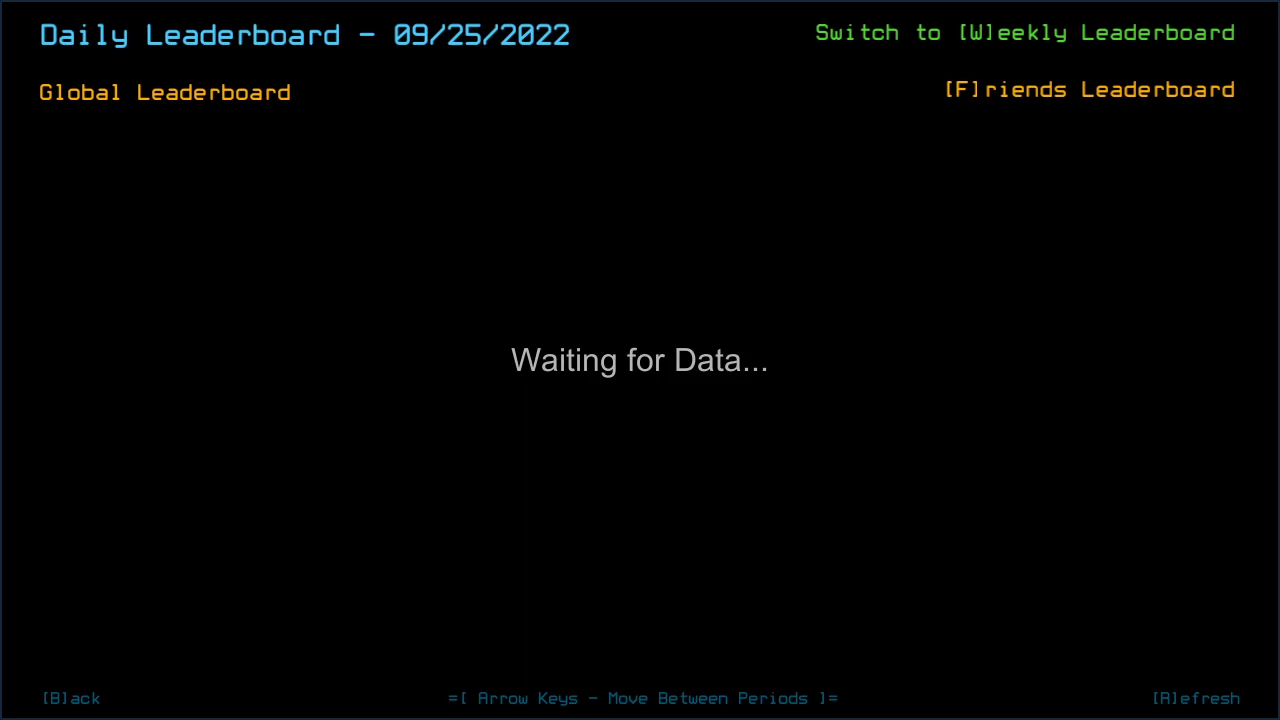 Daily Leaderboard - 09/25/2022
Switch to [W]eekly Leaderboard
Global Leaderboard
[F]riends Leaderboard
Waiting for Data...
[B]ack
=[ Arrow Keys - Move Between Periods ]=
[R]efresh